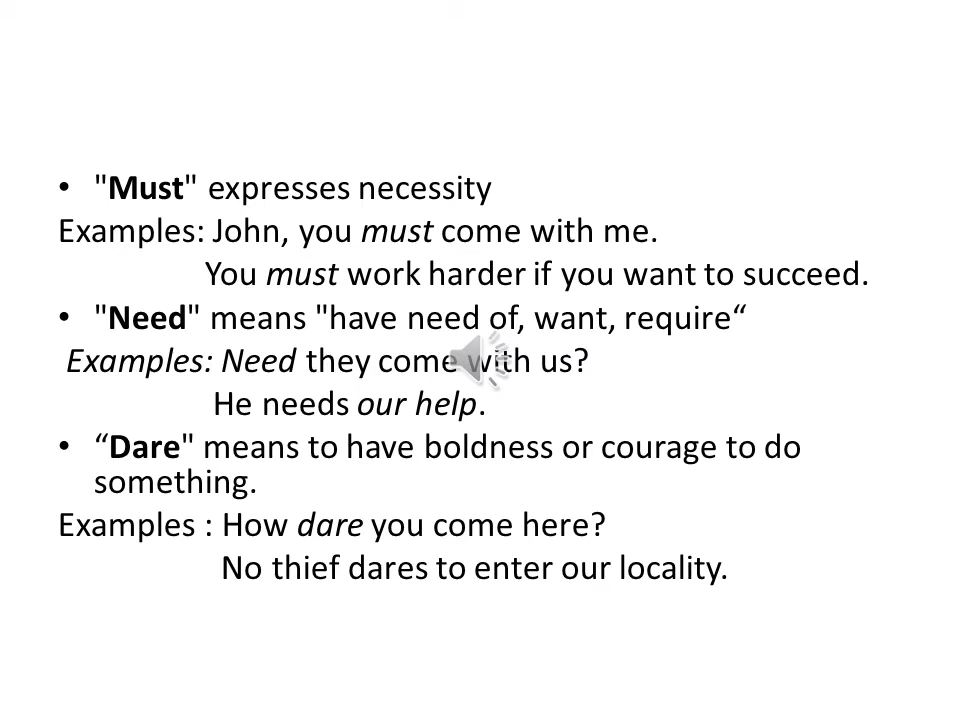 • "Must" expresses necessity
Examples: John, you must come with me.
You must work harder if you want to succeed.
• "Need" means "have need of, want, require“
Examples: Need they come with us?
He needs our help.
• “Dare" means to have boldness or courage to do
something.
Examples : How dare you come here?
No thief dares to enter our locality.